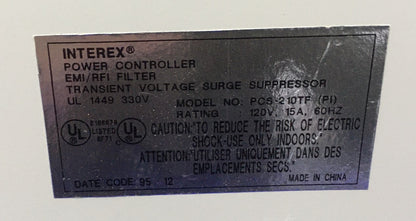 INTEREX®
POWER CONTROLLER
EMI/RFI FILTER
TRANSIENT VOLTAGE SURGE SUPPRESSOR
UL 1449 330V MODEL NO. PCS-210TF (PI)
RATING 120V, 15A, 60HZ
UL LISTED UL
CAUTION: TO REDUCE THE RISK OF ELECTRIC
SHOCK-USE ONLY INDOORS.
ATTENTION: UTILISER UNIQUEMENT DANS DES
EMPLACEMENTS SECS.
DATE CODE 95 12 MADE IN CHINA